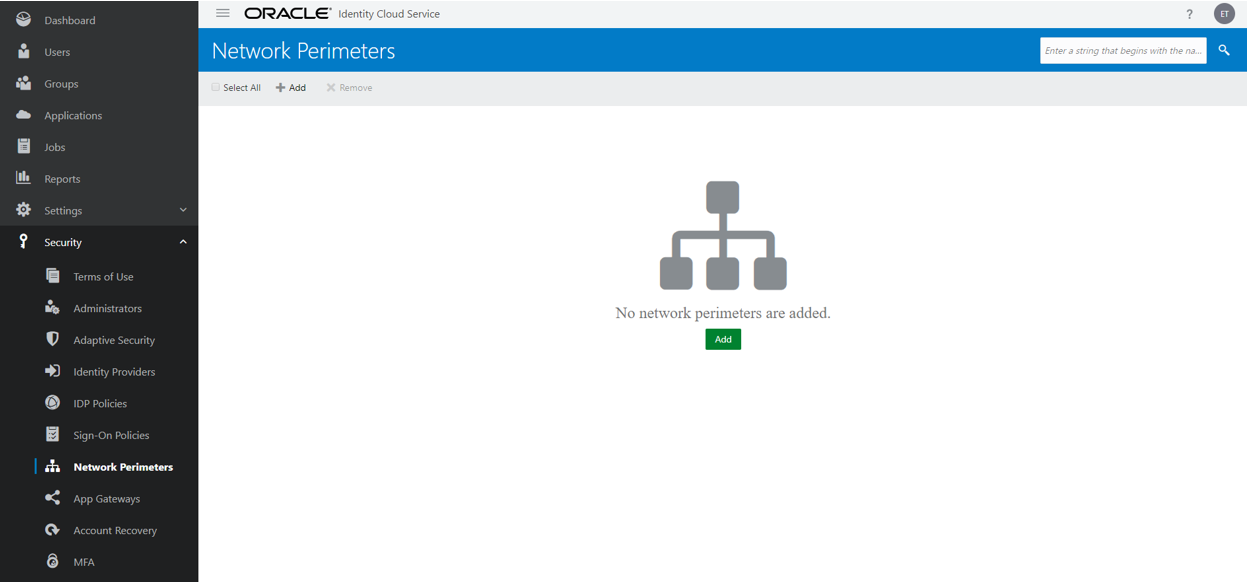 Dashboard
Users
Groups
Applications
Jobs
Reports
Settings
Security
Terms of Use
Administrators
Adaptive Security
Identity Providers
IDP Policies
Sign-On Policies
Network Perimeters
App Gateways
Account Recovery
MFA
ORACLE® Identity Cloud Service
? ET
Network Perimeters
Enter a string that begins with the na...
Select All Add Remove
No network perimeters are added.
Add